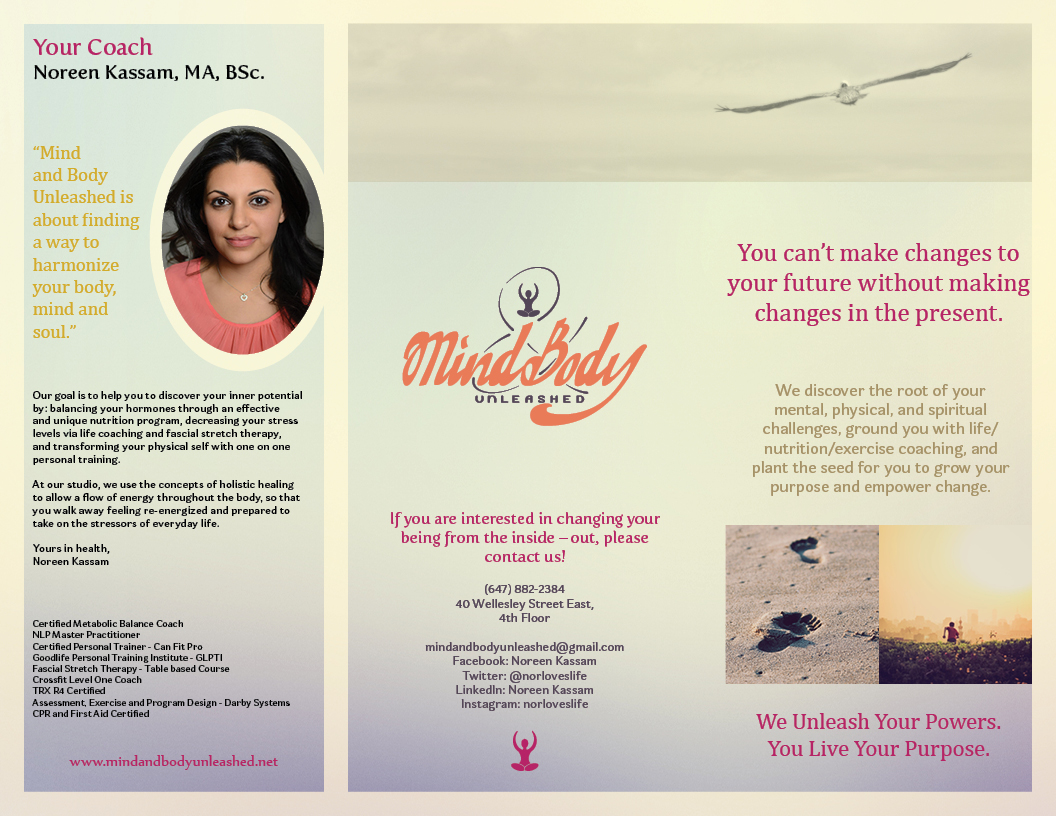 Your Coach
Noreen Kassam, MA, BSc.
“Mind
and Body
Unleashed is
about finding
a way to
harmonize
your body,
mind and
soul.”
Our goal is to help you to discover your inner potential
by: balancing your hormones through an effective
and unique nutrition program, decreasing your stress
levels via life coaching and fascial stretch therapy,
and transforming your physical self with one on one
personal training.
At our studio, we use the concepts of holistic healing
to allow a flow of energy throughout the body, so that
you walk away feeling re-energized and prepared to
take on the stressors of everyday life.
Yours in health,
Noreen Kassam
Certified Metabolic Balance Coach
NLP Master Practitioner
Certified Personal Trainer - Can Fit Pro
Goodlife Personal Training Institute - GLPTI
Fascial Stretch Therapy - Table based Course
Crossfit Level One Coach
TRX R4 Certified
Assessment, Exercise and Program Design - Darby Systems
CPR and First Aid Certified
www.mindandbodyunleashed.net
Mind & Body
UNLEASHED
If you are interested in changing your
being from the inside – out, please
contact us!
(647) 882-2384
40 Wellesley Street East,
4th Floor
mindandbodyunleashed@gmail.com
Facebook: Noreen Kassam
Twitter: @norloveslife
LinkedIn: Noreen Kassam
Instagram: norloveslife
You can’t make changes to
your future without making
changes in the present.
We discover the root of your
mental, physical, and spiritual
challenges, ground you with life/
nutrition/exercise coaching, and
plant the seed for you to grow your
purpose and empower change.
We Unleash Your Powers.
You Live Your Purpose.